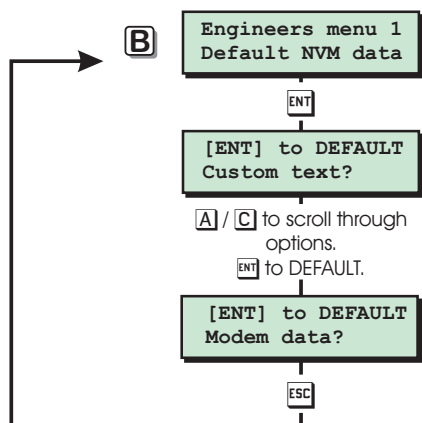 B
Engineers menu 1
Default NVM data
ENT
[ENT] to DEFAULT
Custom text?
A / C to scroll through
options.
ENT to DEFAULT.
[ENT] to DEFAULT
Modem data?
ESC